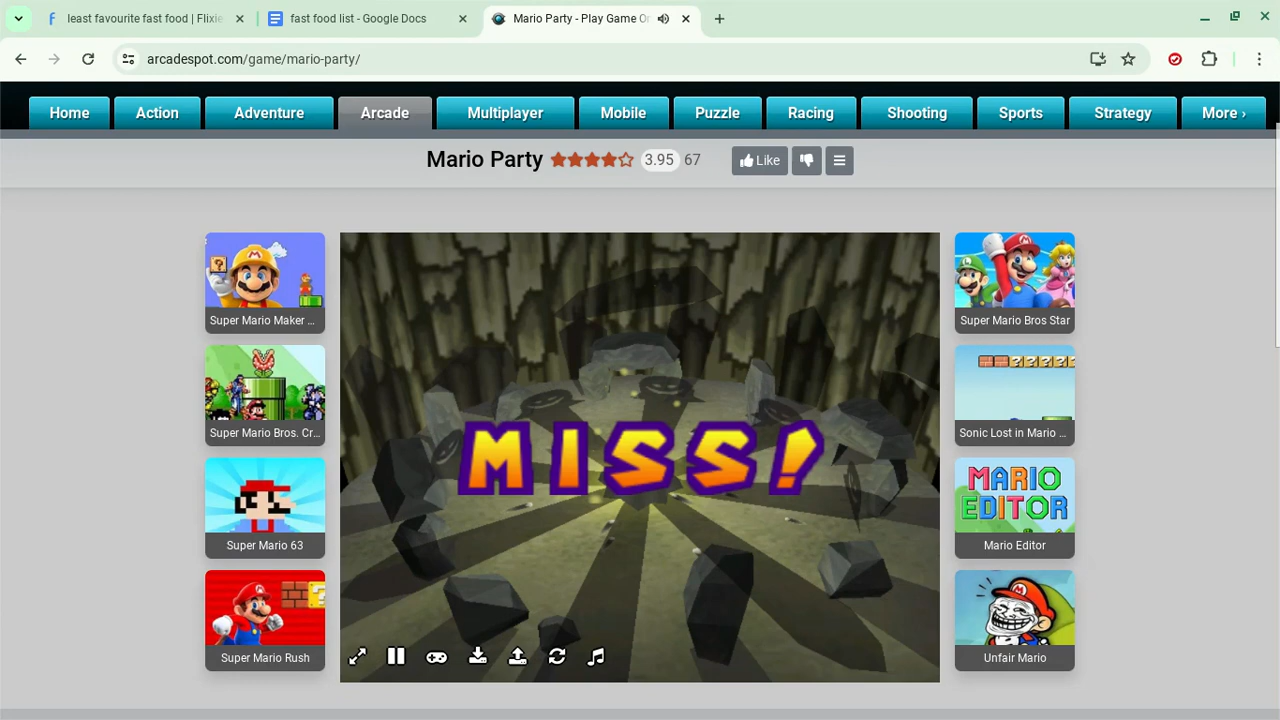 least favourite fast food | Flixie
fast food list - Google Docs
Mario Party - Play Game On
arcadespot.com/game/mario-party/
Home
Action
Adventure
Arcade
Multiplayer
Mobile
Puzzle
Racing
Shooting
Sports
Strategy
More ›
Mario Party
3.95
67
Like
Super Mario Maker ...
Super Mario Bros. Cr...
Super Mario 63
Super Mario Rush
MISS!
Super Mario Bros Star
Sonic Lost in Mario ...
MARIO
EDITOR
Mario Editor
Unfair Mario